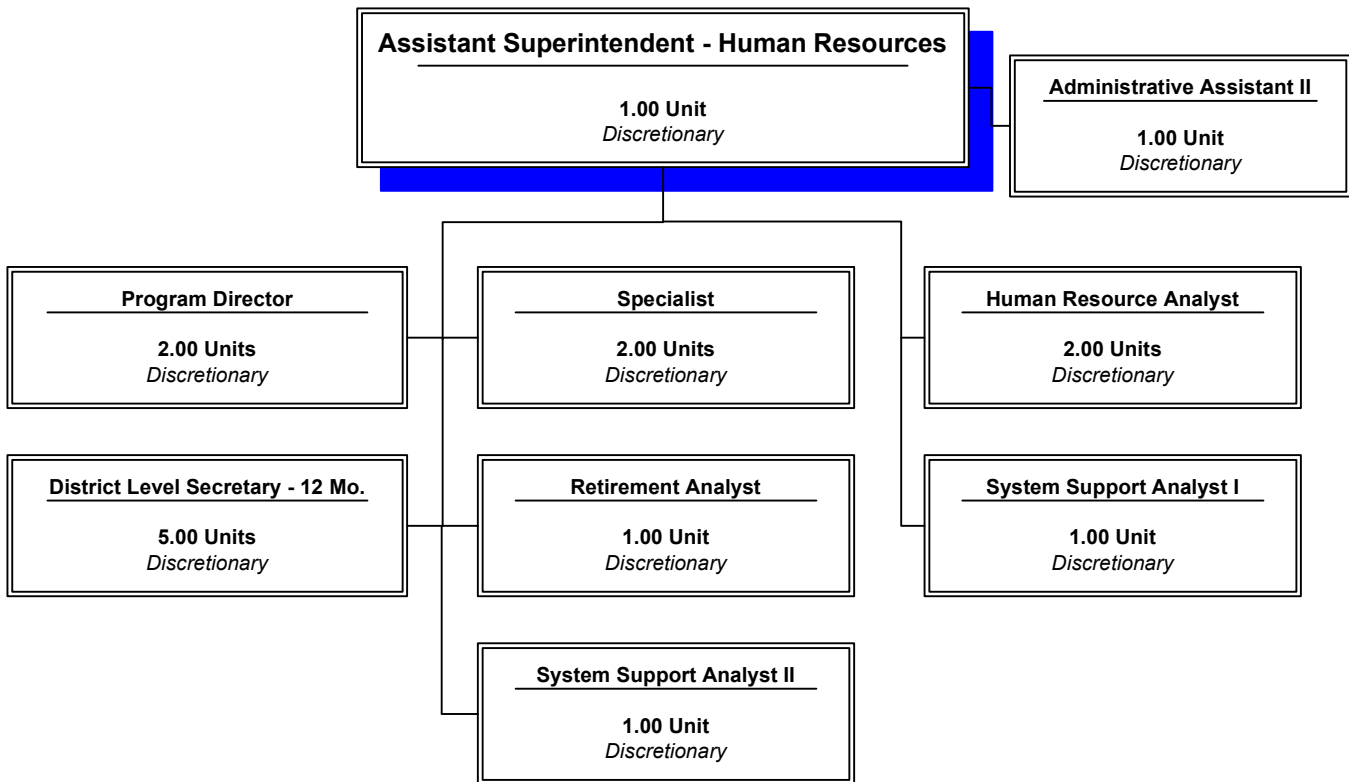 Assistant Superintendent - Human Resources
1.00 Unit
Discretionary
Administrative Assistant II
1.00 Unit
Discretionary
Program Director
2.00 Units
Discretionary
Specialist
2.00 Units
Discretionary
Human Resource Analyst
2.00 Units
Discretionary
District Level Secretary - 12 Mo.
5.00 Units
Discretionary
Retirement Analyst
1.00 Unit
Discretionary
System Support Analyst I
1.00 Unit
Discretionary
System Support Analyst II
1.00 Unit
Discretionary